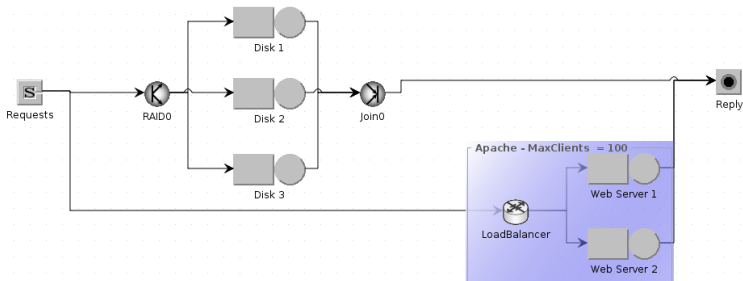 Disk 1
S
Requests
RAID0
Disk 2
Join0
Reply
Disk 3
Apache - MaxClients = 100
Web Server 1
LoadBalancer
Web Server 2